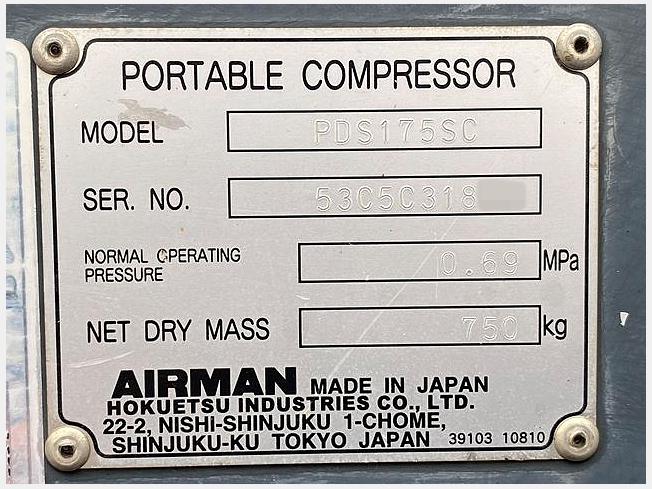 PORTABLE COMPRESSOR
MODEL PDS175SC
SER. NO. 53C5C318
NORMAL OPERATING
PRESSURE 0.69 MPa
NET DRY MASS 750 kg
AIRMAN MADE IN JAPAN
HOKUETSU INDUSTRIES CO., LTD.
22-2, NISHI-SHINJUKU 1-CHOME,
SHINJUKU-KU TOKYO JAPAN 39103 10810